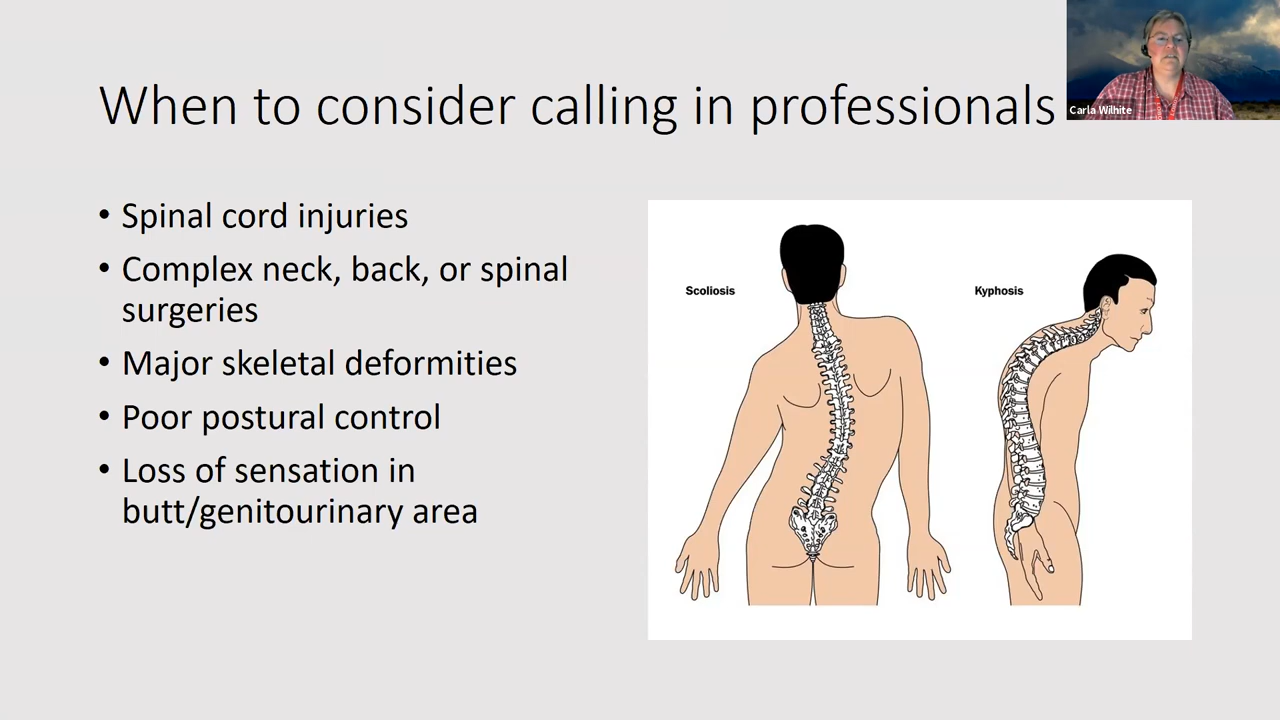 When to consider calling in professionals
Carla Wilhite
• Spinal cord injuries
• Complex neck, back, or spinal
surgeries
• Major skeletal deformities
• Poor postural control
• Loss of sensation in
butt/genitourinary area
Scoliosis
Kyphosis